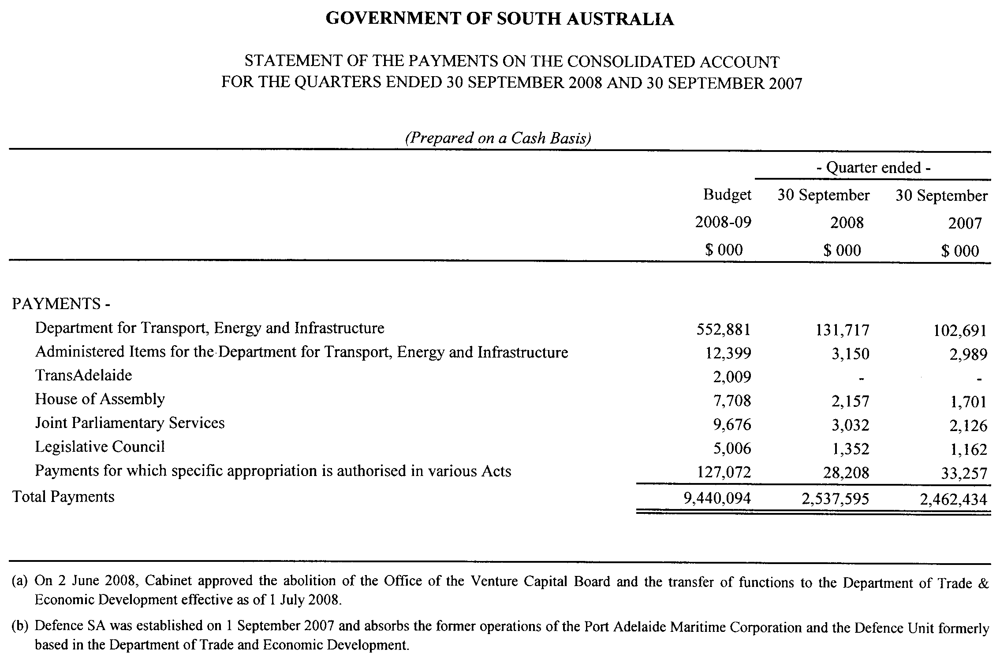 GOVERNMENT OF SOUTH AUSTRALIA
STATEMENT OF THE PAYMENTS ON THE CONSOLIDATED ACCOUNT
FOR THE QUARTERS ENDED 30 SEPTEMBER 2008 AND 30 SEPTEMBER 2007
(Prepared on a Cash Basis)
- Quarter ended -
Budget 30 September 30 September
2008-09 2008 2007
$ 000 $ 000 $ 000
PAYMENTS -
Department for Transport, Energy and Infrastructure 552,881 131,717 102,691
Administered Items for the Department for Transport, Energy and Infrastructure 12,399 3,150 2,989
TransAdelaide 2,009 - -
House of Assembly 7,708 2,157 1,701
Joint Parliamentary Services 9,676 3,032 2,126
Legislative Council 5,006 1,352 1,162
Payments for which specific appropriation is authorised in various Acts 127,072 28,208 33,257
Total Payments 9,440,094 2,537,595 2,462,434
(a) On 2 June 2008, Cabinet approved the abolition of the Office of the Venture Capital Board and the transfer of functions to the Department of Trade &
Economic Development effective as of 1 July 2008.
(b) Defence SA was established on 1 September 2007 and absorbs the former operations of the Port Adelaide Maritime Corporation and the Defence Unit formerly
based in the Department of Trade and Economic Development.